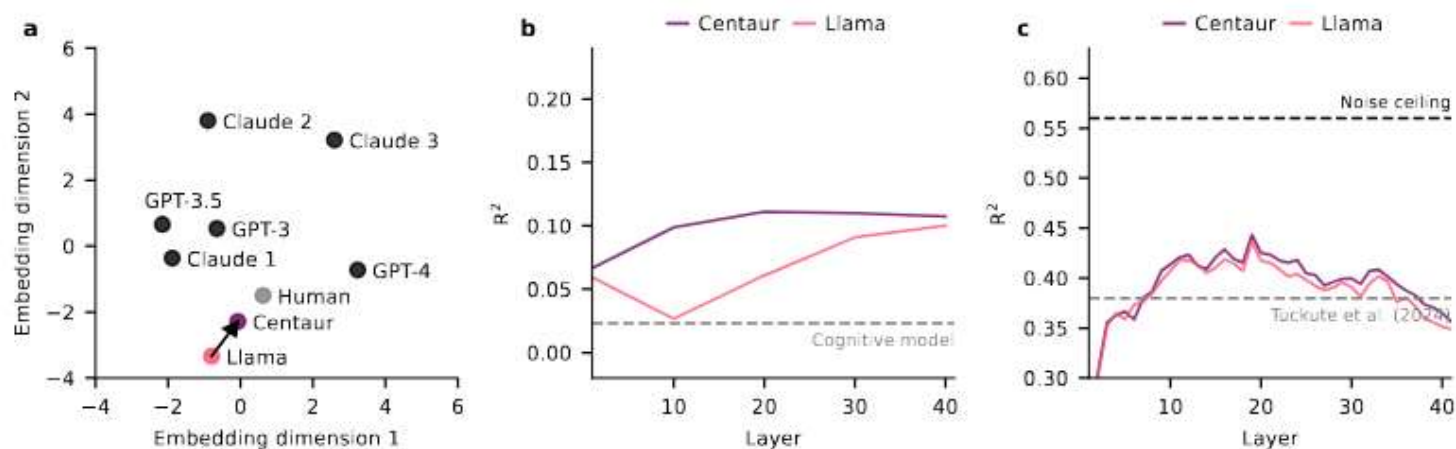 a
6
4
2
0
−2
−4
−4
−2
0
2
4
6
Embedding dimension 2
Embedding dimension 1
Claude 2
Claude 3
GPT-3.5
GPT-3
Claude 1
GPT-4
Human
Centaur
Llama
b
Centaur
Llama
0.20
0.15
0.10
0.05
0.00
R²
Cognitive model
10
20
30
40
Layer
c
Centaur
Llama
0.60
0.55
0.50
0.45
0.40
0.35
0.30
R²
Noise ceiling
Tuckute et al. (2024)
10
20
30
40
Layer